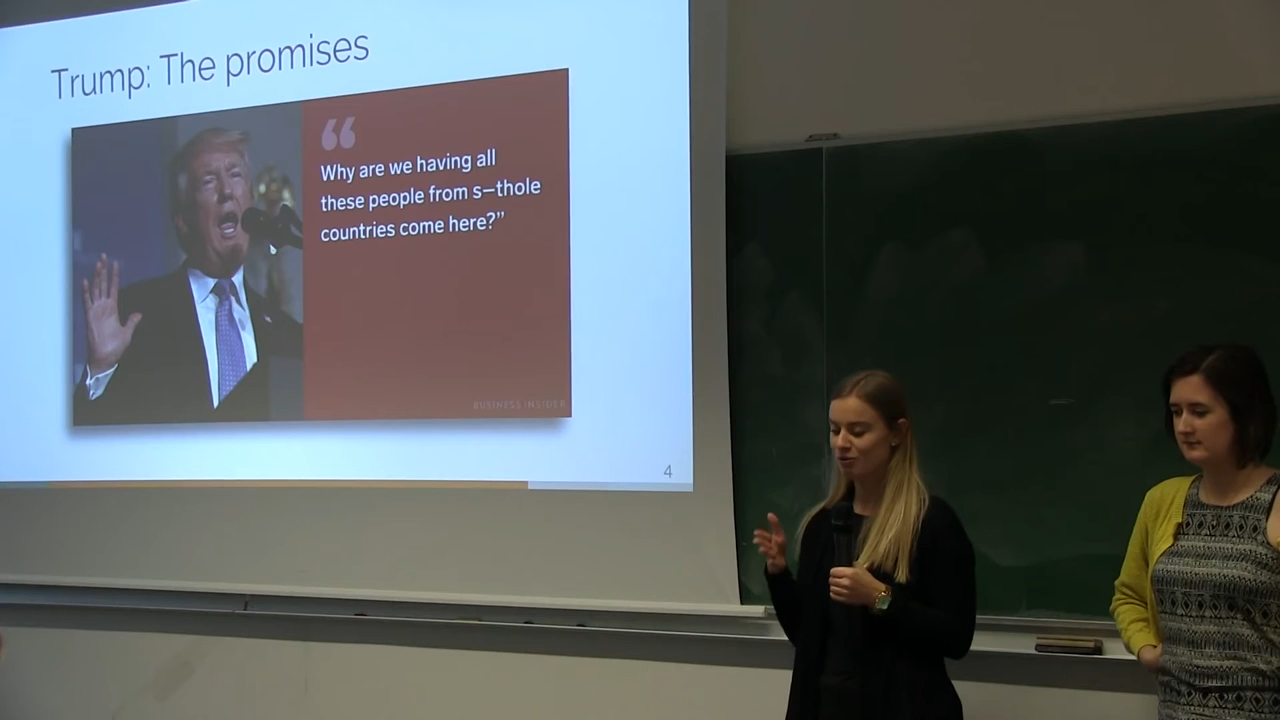 Trump: The promises
“
Why are we having all
these people from s–thole
countries come here?”
BUSINESS INSIDER
4